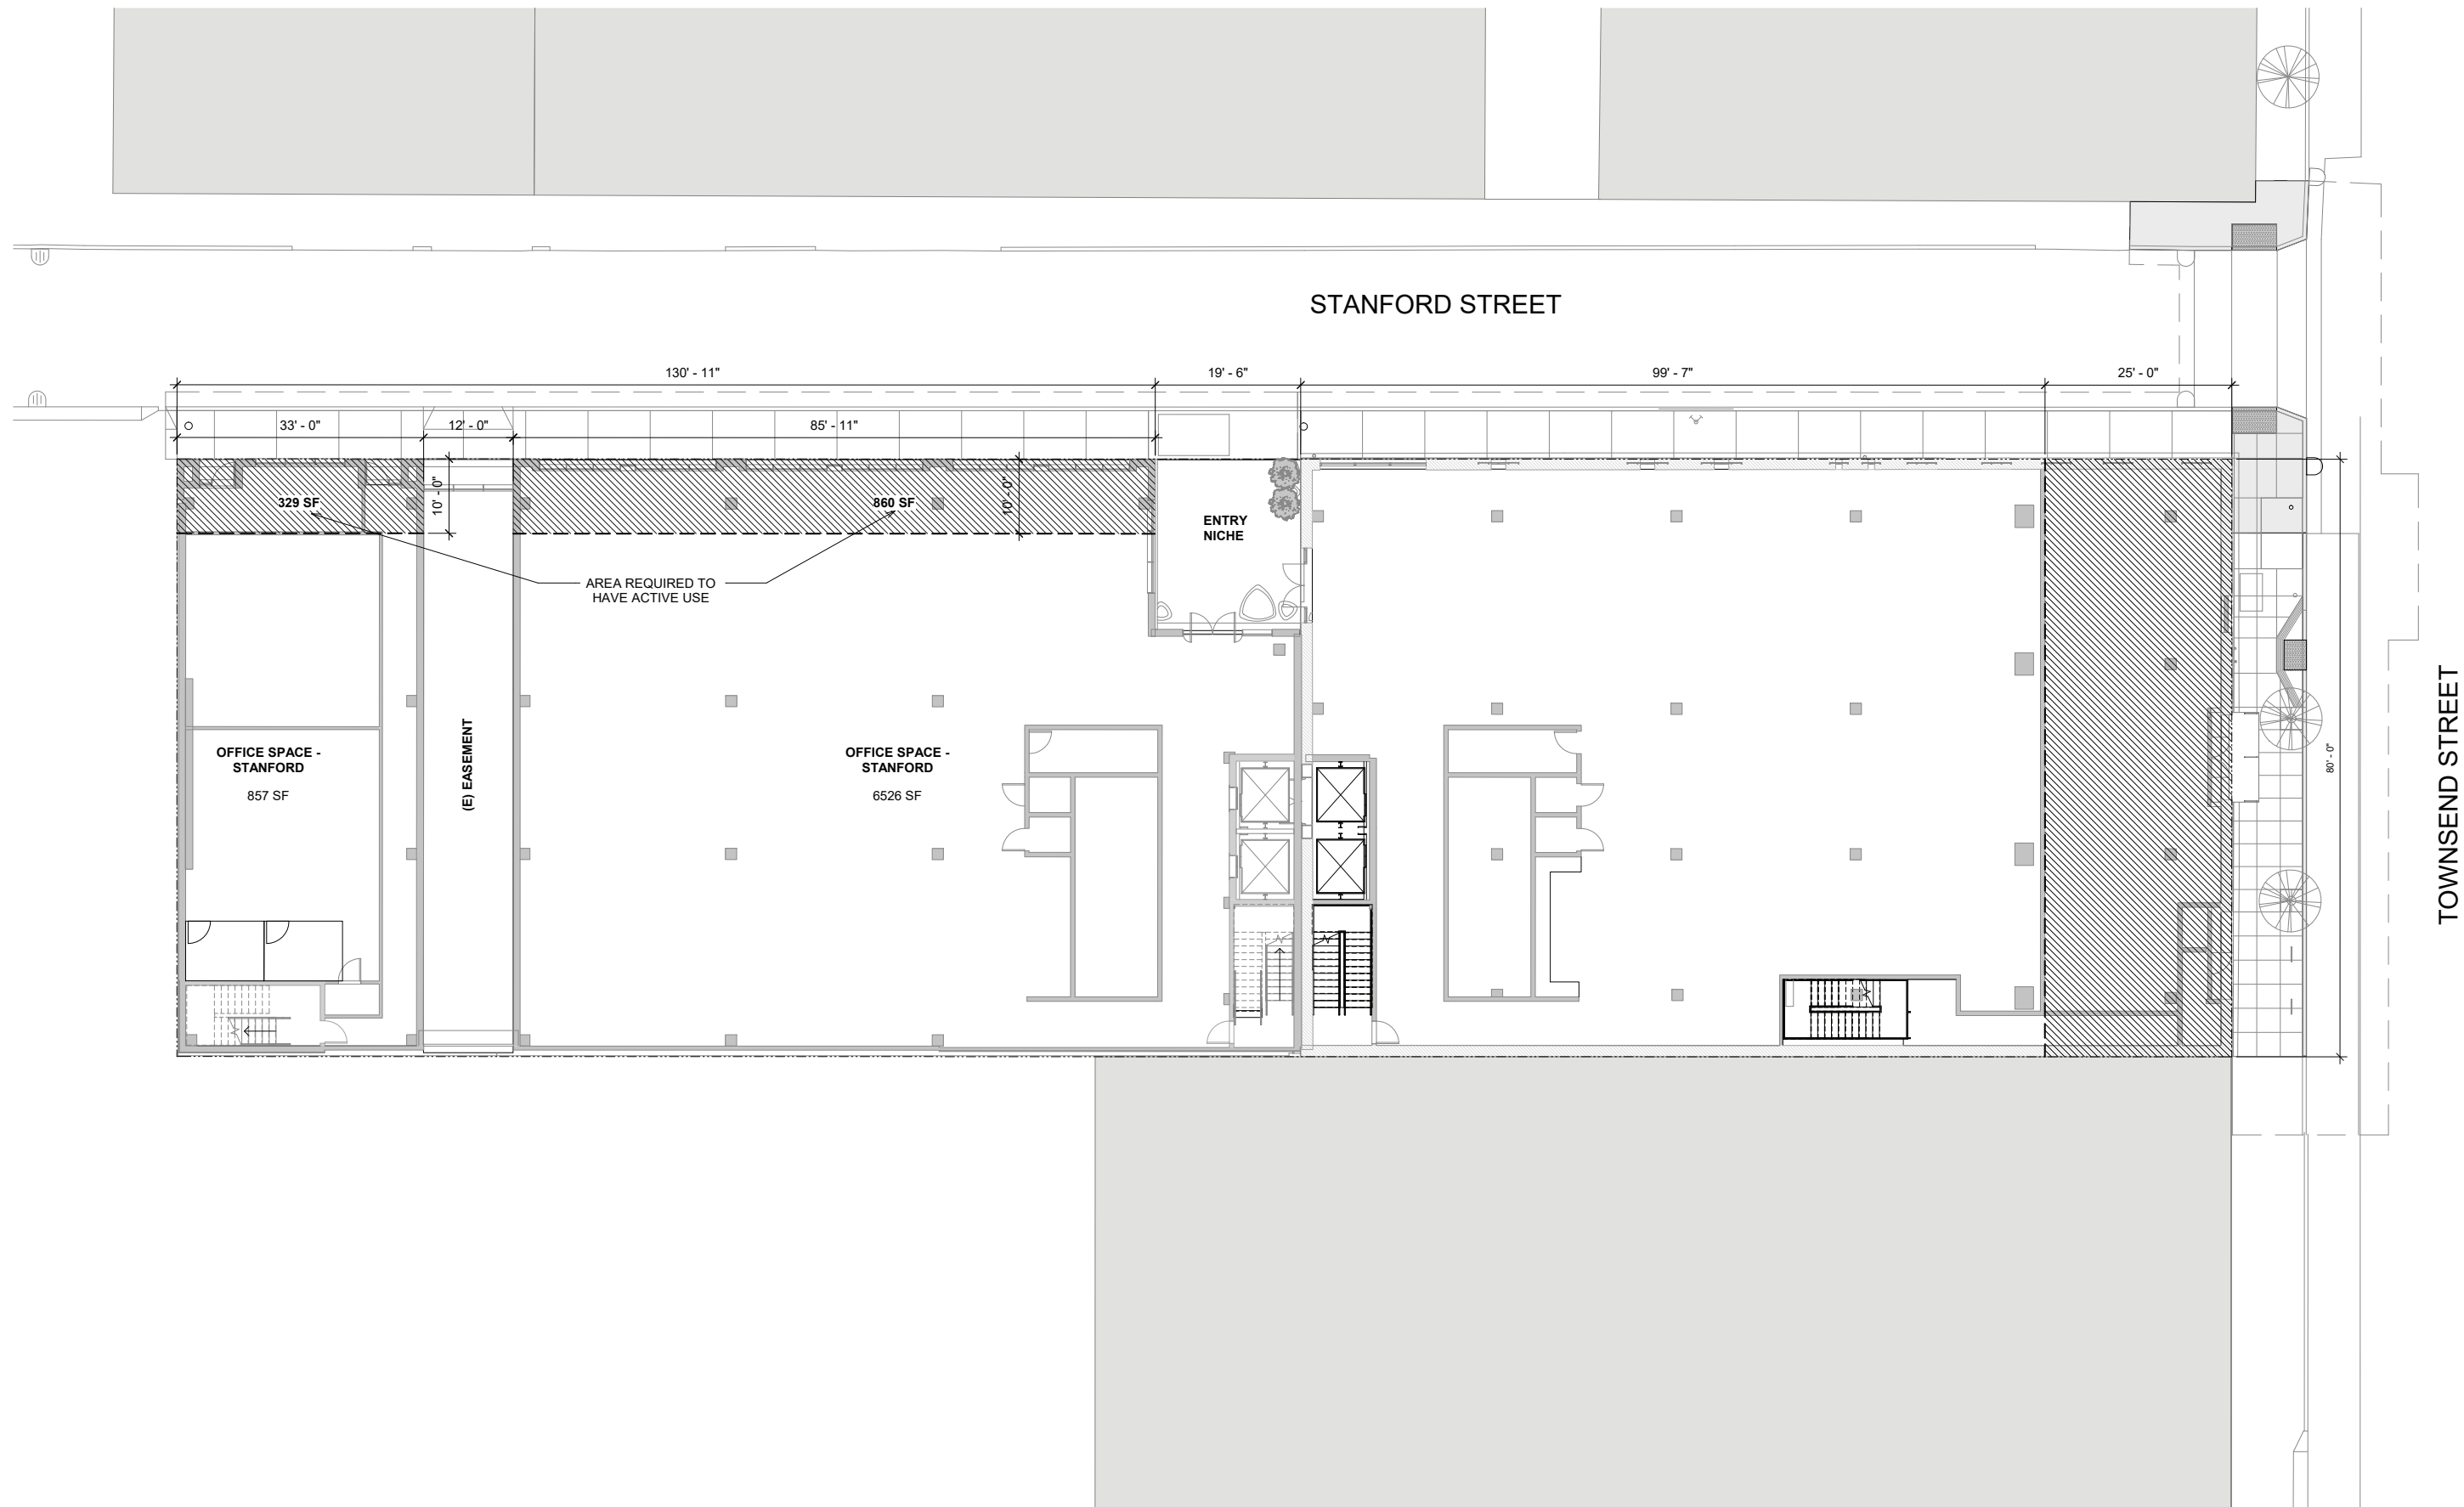 STANFORD STREET
130' - 11"
19' - 6"
99' - 7"
25' - 0"
33' - 0"
12' - 0"
85' - 11"
329 SF
10' - 0"
860 SF
10' - 0"
ENTRY
NICHE
AREA REQUIRED TO
HAVE ACTIVE USE
OFFICE SPACE -
STANFORD
857 SF
(E) EASEMENT
OFFICE SPACE -
STANFORD
6526 SF
80' - 0"
TOWNSEND STREET